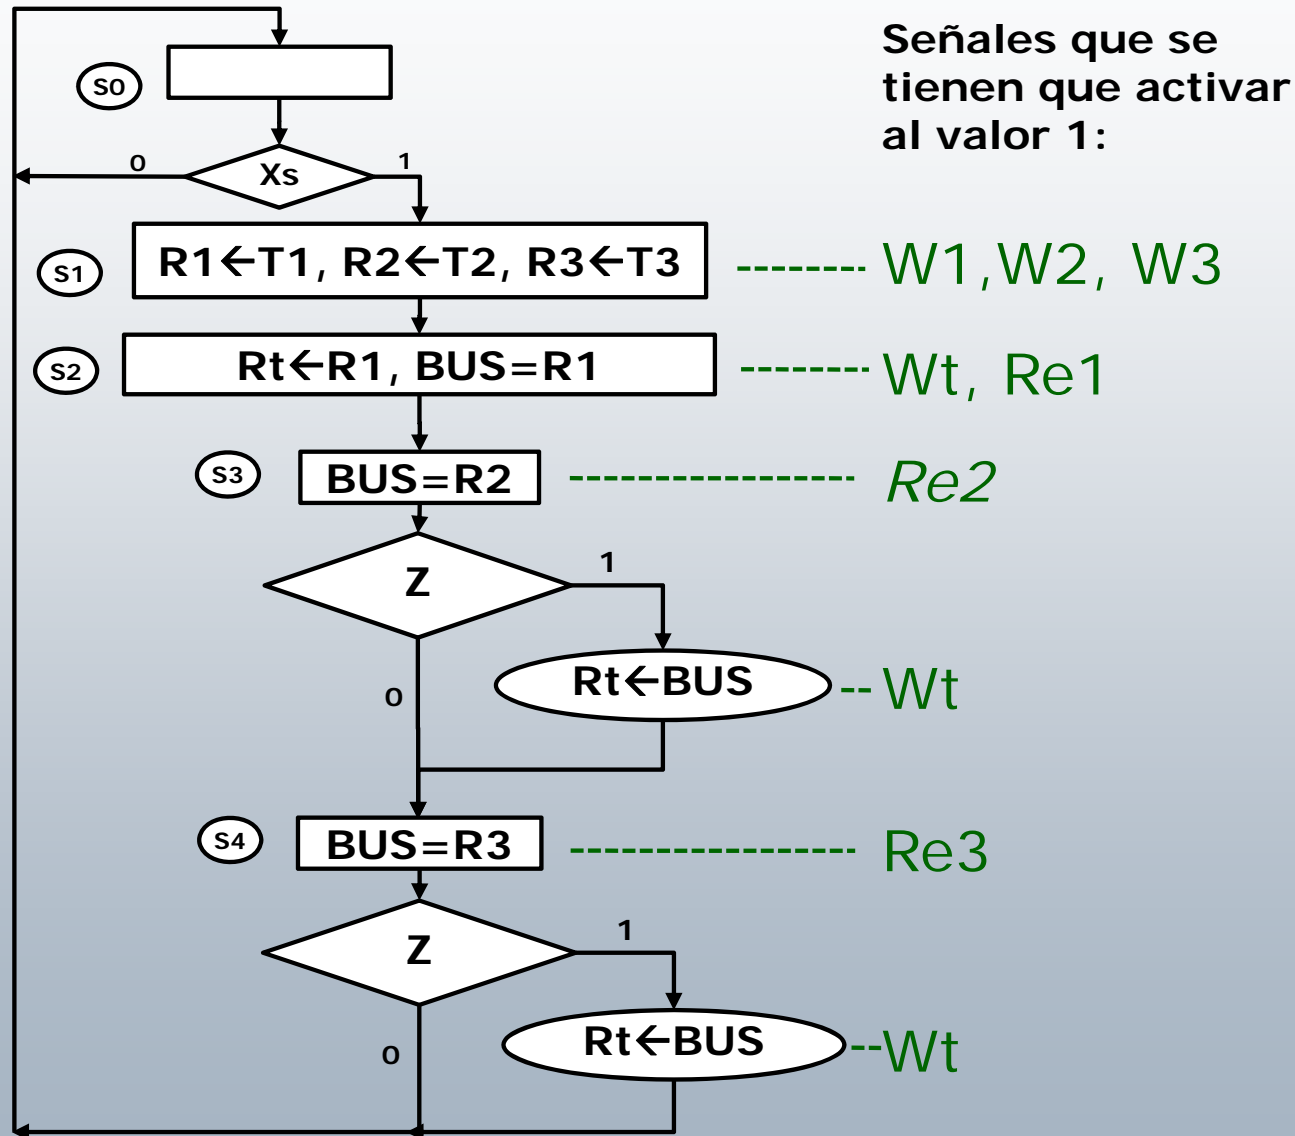 Señales que se
tienen que activar
al valor 1:
S0
0
Xs
1
S1
R1←T1, R2←T2, R3←T3
W1,W2, W3
S2
Rt←R1, BUS=R1
Wt, Re1
S3
BUS=R2
Re2
Z
1
0
Rt←BUS
Wt
S4
BUS=R3
Re3
Z
1
0
Rt←BUS
Wt